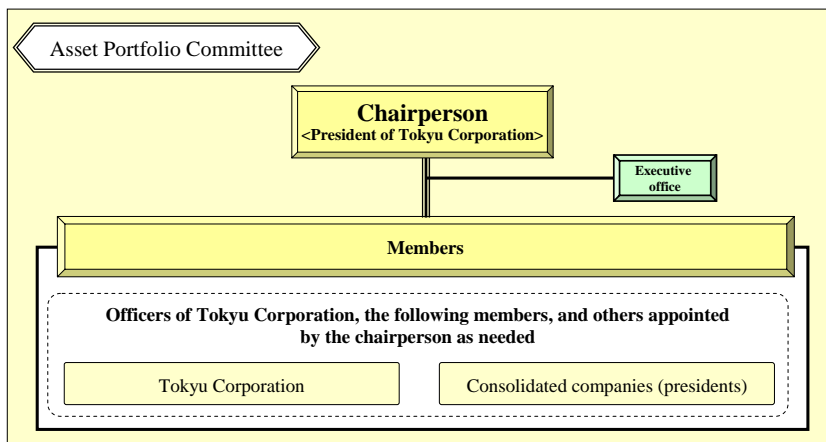 Asset Portfolio Committee
Chairperson
<President of Tokyu Corporation>
Executive
office
Members
Officers of Tokyu Corporation, the following members, and others appointed
by the chairperson as needed
Tokyu Corporation
Consolidated companies (presidents)